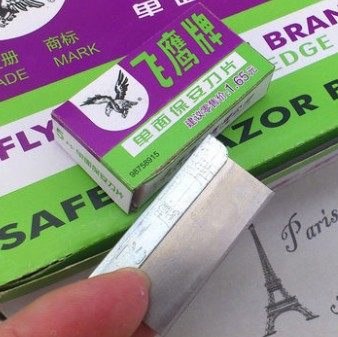 册 商标
ADE MARK
FLY
BRAN
EDGE
飞鹰牌
单面保安刀片
建议零售价:1.65元
98758915
SAFE
AZOR
Paris